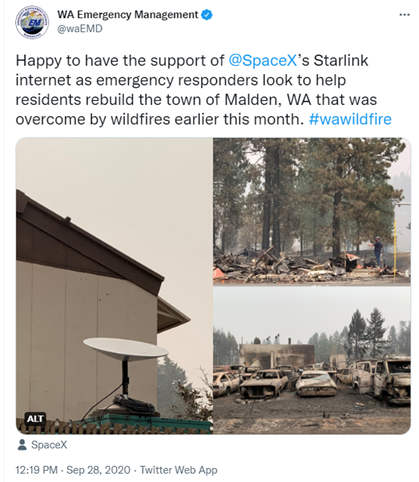 WA Emergency Management
@waEMD
Happy to have the support of @SpaceX's Starlink
internet as emergency responders look to help
residents rebuild the town of Malden, WA that was
overcome by wildfires earlier this month. #wawildfire
ALT
SpaceX
12:19 PM · Sep 28, 2020 · Twitter Web App